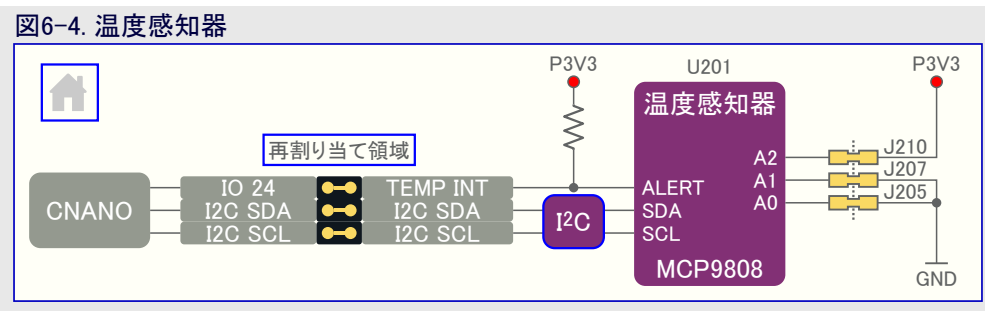 図6-4. 温度感知器
P3V3
U201
P3V3
温度感知器
再割り当て領域
A2
J210
CNANO
IO 24
TEMP INT
ALERT
A1
J207
I2C SDA
I2C SDA
I²C
SDA
A0
J205
I2C SCL
I2C SCL
SCL
MCP9808
GND